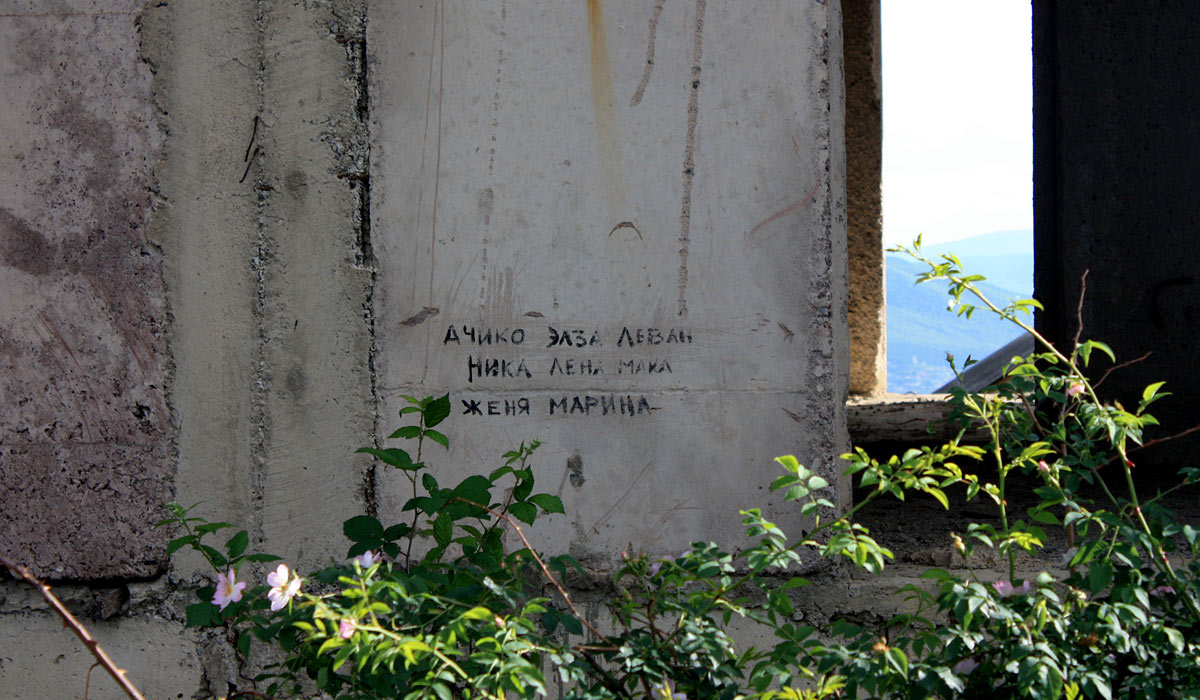 АЧИКО ЭЛЗА ЛЕВАН
НИКА ЛЕНА МАКА
ЖЕНЯ МАРИНА